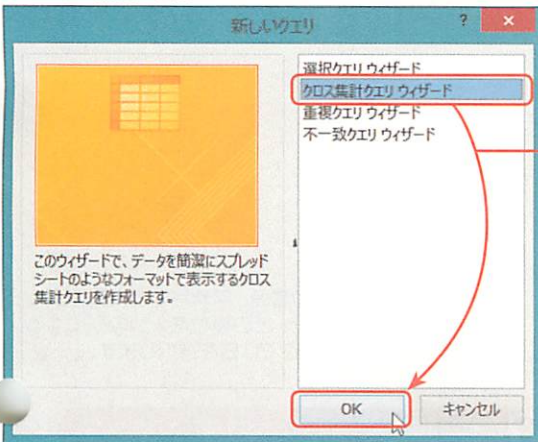 新しいクエリ
?
×
選択クエリ ウィザード
クロス集計クエリ ウィザード
重複クエリ ウィザード
不一致クエリ ウィザード
このウィザードで、データを簡潔にスプレッド
シートのようなフォーマットで表示するクロス
集計クエリを作成します。
OK
キャンセル